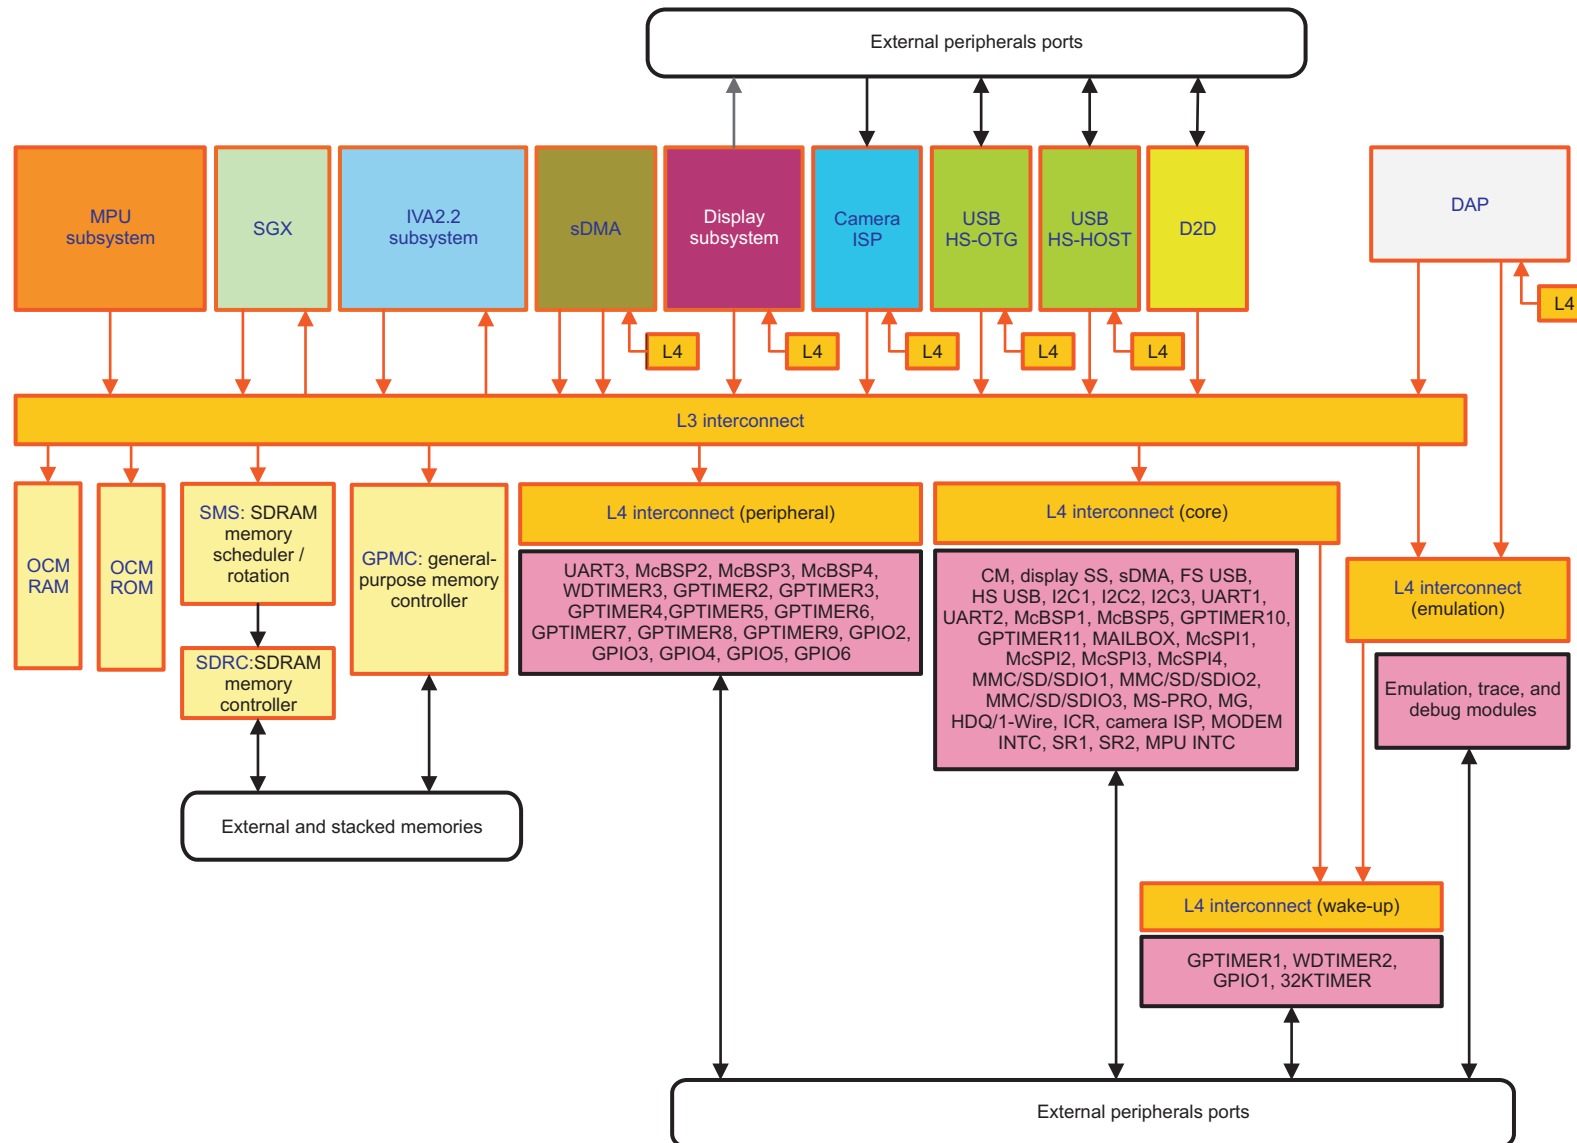 External peripherals ports
MPU
subsystem
SGX
IVA2.2
subsystem
sDMA
Display
subsystem
Camera
ISP
USB
HS-OTG
USB
HS-HOST
D2D
DAP
L4
L4
L4
L4
L4
L4
L3 interconnect
OCM
RAM
OCM
ROM
SMS: SDRAM
memory
scheduler /
rotation
SDRC:SDRAM
memory
controller
GPMC: general-
purpose memory
controller
L4 interconnect (peripheral)
UART3, McBSP2, McBSP3, McBSP4,
WDTIMER3, GPTIMER2, GPTIMER3,
GPTIMER4,GPTIMER5, GPTIMER6,
GPTIMER7, GPTIMER8, GPTIMER9, GPIO2,
GPIO3, GPIO4, GPIO5, GPIO6
L4 interconnect (core)
CM, display SS, sDMA, FS USB,
HS USB, I2C1, I2C2, I2C3, UART1,
UART2, McBSP1, McBSP5, GPTIMER10,
GPTIMER11, MAILBOX, McSPI1,
McSPI2, McSPI3, McSPI4,
MMC/SD/SDIO1, MMC/SD/SDIO2,
MMC/SD/SDIO3, MS-PRO, MG,
HDQ/1-Wire, ICR, camera ISP, MODEM
INTC, SR1, SR2, MPU INTC
L4 interconnect
(emulation)
Emulation, trace, and
debug modules
External and stacked memories
L4 interconnect (wake-up)
GPTIMER1, WDTIMER2,
GPIO1, 32KTIMER
External peripherals ports